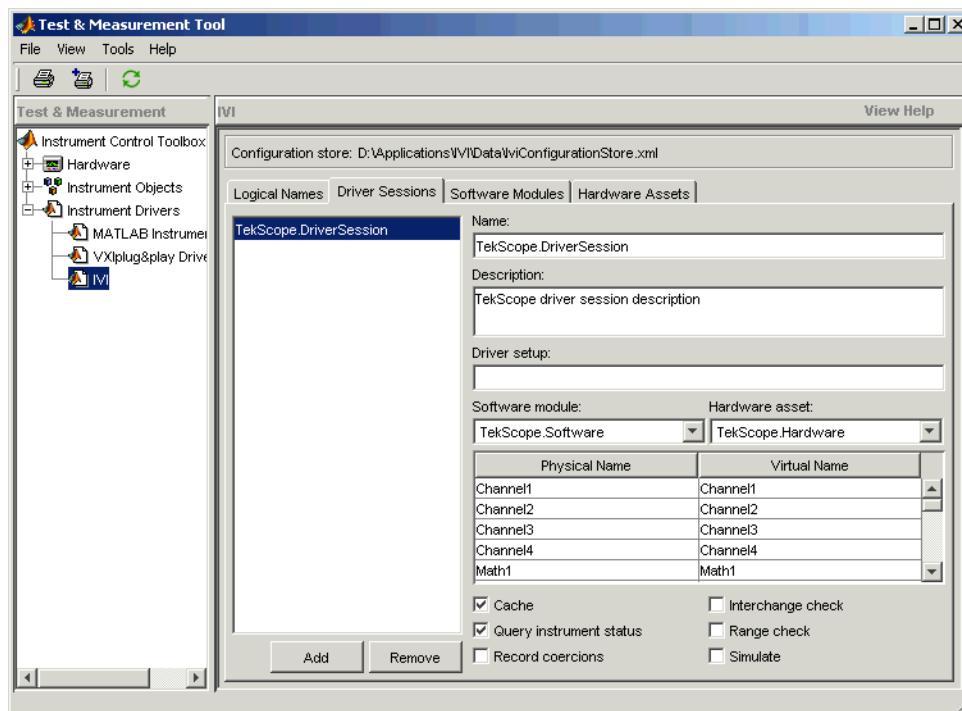 Test & Measurement Tool
File View Tools Help
Test & Measurement
IVI
View Help
Instrument Control Toolbox
Hardware
Instrument Objects
Instrument Drivers
MATLAB Instrumer
VXIplug&play Drive
IVI
Configuration store: D:\Applications\IVI\Data\IviConfigurationStore.xml
Logical Names Driver Sessions Software Modules Hardware Assets
TekScope.DriverSession
Add Remove
Name:
TekScope.DriverSession
Description:
TekScope driver session description
Driver setup:
Software module: Hardware asset:
TekScope.Software TekScope.Hardware
Physical Name Virtual Name
Channel1 Channel1
Channel2 Channel2
Channel3 Channel3
Channel4 Channel4
Math1 Math1
Cache Interchange check
Query instrument status Range check
Record coercions Simulate